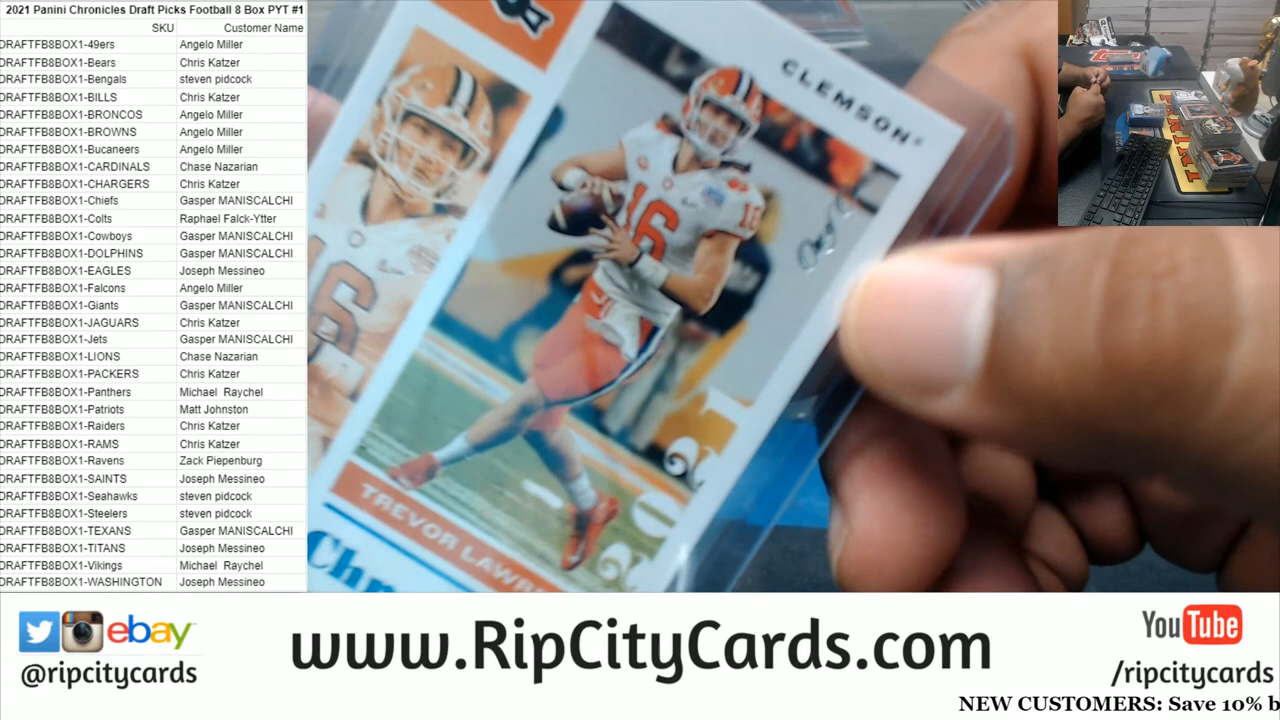 2021 Panini Chronicles Draft Picks Football 8 Box PYT #1
SKU Customer Name
DRAFTFB8BOX1-49ers Angelo Miller
DRAFTFB8BOX1-Bears Chris Katzer
DRAFTFB8BOX1-Bengals steven pidcock
DRAFTFB8BOX1-BILLS Chris Katzer
DRAFTFB8BOX1-BRONCOS Angelo Miller
DRAFTFB8BOX1-BROWNS Angelo Miller
DRAFTFB8BOX1-Bucaneers Angelo Miller
DRAFTFB8BOX1-CARDINALS Chase Nazarian
DRAFTFB8BOX1-CHARGERS Chris Katzer
DRAFTFB8BOX1-Chiefs Gasper MANISCALCHI
DRAFTFB8BOX1-Colts Raphael Falck-Ytter
DRAFTFB8BOX1-Cowboys Gasper MANISCALCHI
DRAFTFB8BOX1-DOLPHINS Gasper MANISCALCHI
DRAFTFB8BOX1-EAGLES Joseph Messineo
DRAFTFB8BOX1-Falcons Angelo Miller
DRAFTFB8BOX1-Giants Gasper MANISCALCHI
DRAFTFB8BOX1-JAGUARS Chris Katzer
DRAFTFB8BOX1-Jets Gasper MANISCALCHI
DRAFTFB8BOX1-LIONS Chase Nazarian
DRAFTFB8BOX1-PACKERS Chris Katzer
DRAFTFB8BOX1-Panthers Michael Raychel
DRAFTFB8BOX1-Patriots Matt Johnston
DRAFTFB8BOX1-Raiders Chris Katzer
DRAFTFB8BOX1-RAMS Chris Katzer
DRAFTFB8BOX1-Ravens Zack Piepenburg
DRAFTFB8BOX1-SAINTS Joseph Messineo
DRAFTFB8BOX1-Seahawks steven pidcock
DRAFTFB8BOX1-Steelers steven pidcock
DRAFTFB8BOX1-TEXANS Gasper MANISCALCHI
DRAFTFB8BOX1-TITANS Joseph Messineo
DRAFTFB8BOX1-Vikings Michael Raychel
DRAFTFB8BOX1-WASHINGTON Joseph Messineo
CLEMSON
16
16
TREVOR LAWR
Chr
ebay
@ripcitycards
www.RipCityCards.com
YouTube
/ripcitycards
NEW CUSTOMERS: Save 10% b